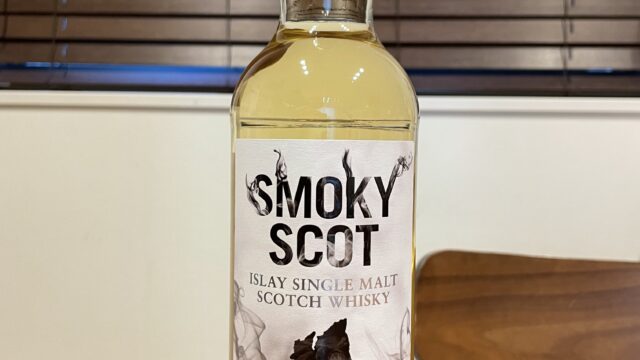 SMOKY
SCOT
ISLAY SINGLE MALT
SCOTCH WHISKY